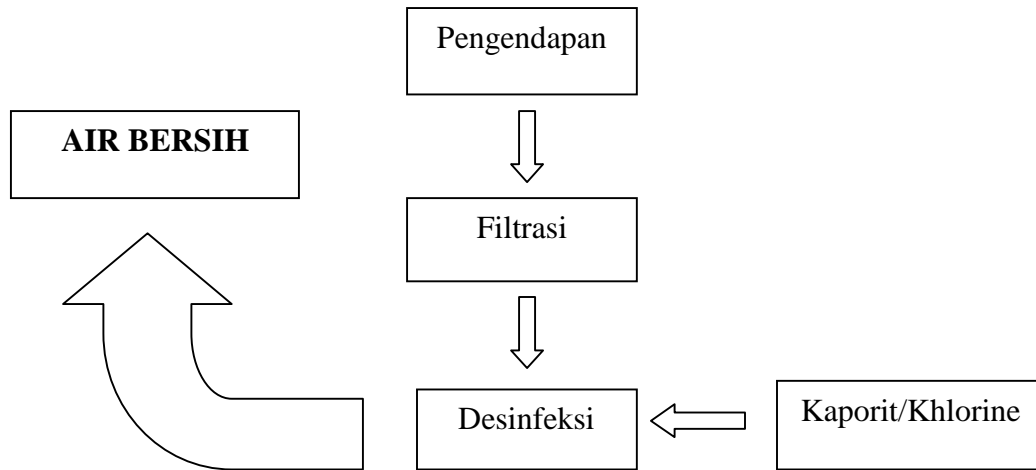 Pengendapan
AIR BERSIH
Filtrasi
Desinfeksi
Kaporit/Khlorine